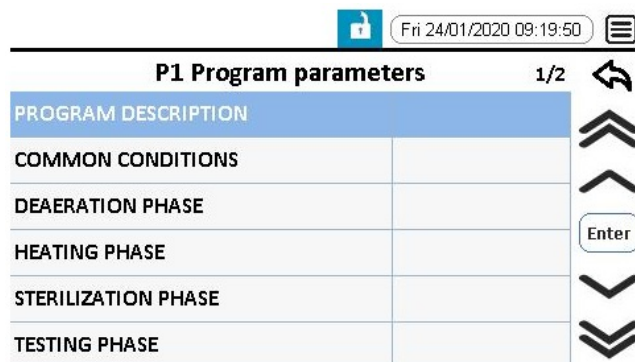 Fri 24/01/2020 09:19:50
P1 Program parameters 1/2
PROGRAM DESCRIPTION
COMMON CONDITIONS
DEAERATION PHASE
HEATING PHASE
Enter
STERILIZATION PHASE
TESTING PHASE